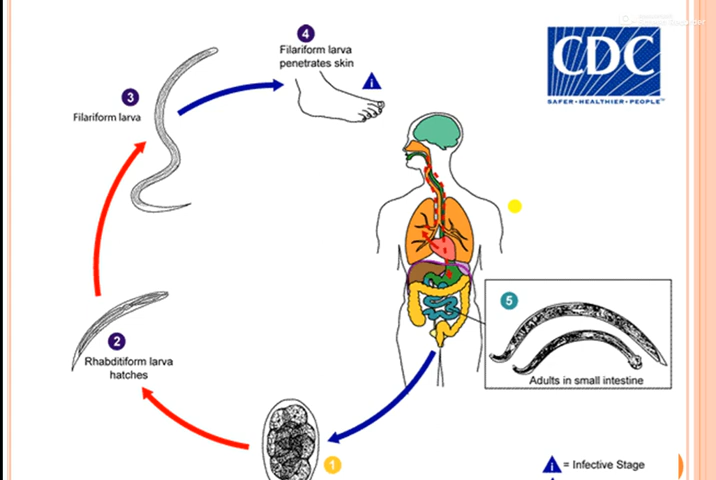 4
Filariform larva
penetrates skin
i
CDC
SAFER•HEALTHIER•PEOPLE™
3
Filariform larva
5
Adults in small intestine
2
Rhabditiform larva
hatches
1
i = Infective Stage